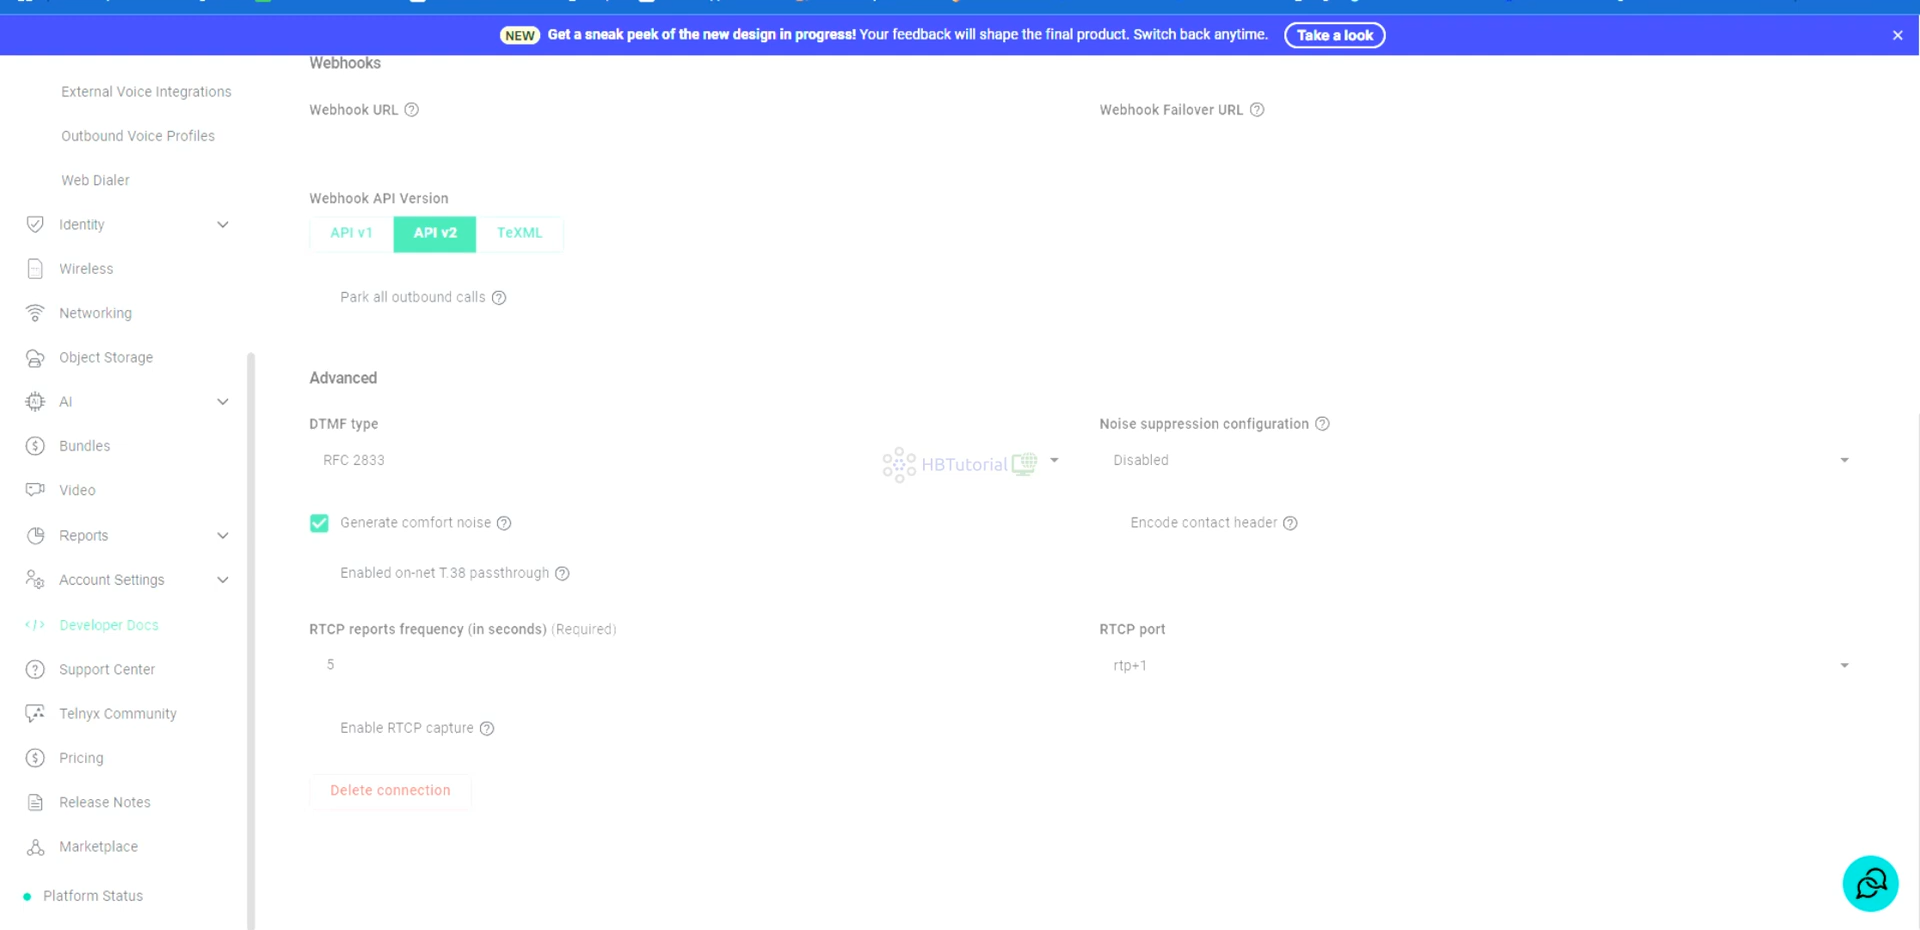 NEW Get a sneak peek of the new design in progress! Your feedback will shape the final product. Switch back anytime. Take a look
External Voice Integrations
Outbound Voice Profiles
Web Dialer
Identity
Wireless
Networking
Object Storage
AI
Bundles
Video
Reports
Account Settings
Developer Docs
Support Center
Telnyx Community
Pricing
Release Notes
Marketplace
Platform Status
Webhooks
Webhook URL
Webhook Failover URL
Webhook API Version
API v1 API v2 TeXML
Park all outbound calls
Advanced
DTMF type
RFC 2833
HBTutorial
Noise suppression configuration
Disabled
Generate comfort noise
Encode contact header
Enabled on-net T.38 passthrough
RTCP reports frequency (in seconds) (Required)
5
RTCP port
rtp+1
Enable RTCP capture
Delete connection